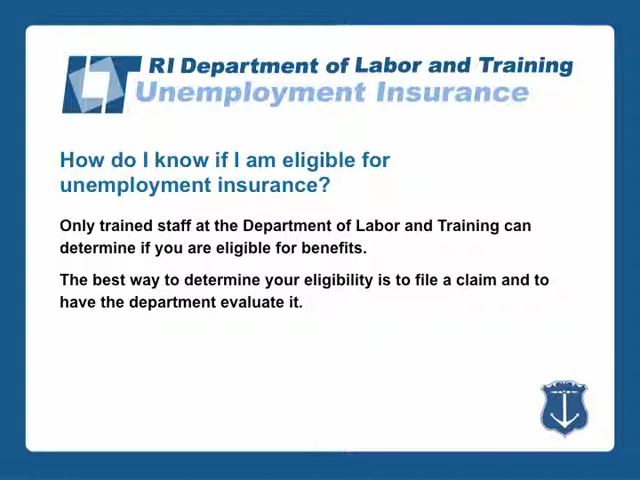 RI Department of Labor and Training
Unemployment Insurance
How do I know if I am eligible for
unemployment insurance?
Only trained staff at the Department of Labor and Training can
determine if you are eligible for benefits.
The best way to determine your eligibility is to file a claim and to
have the department evaluate it.